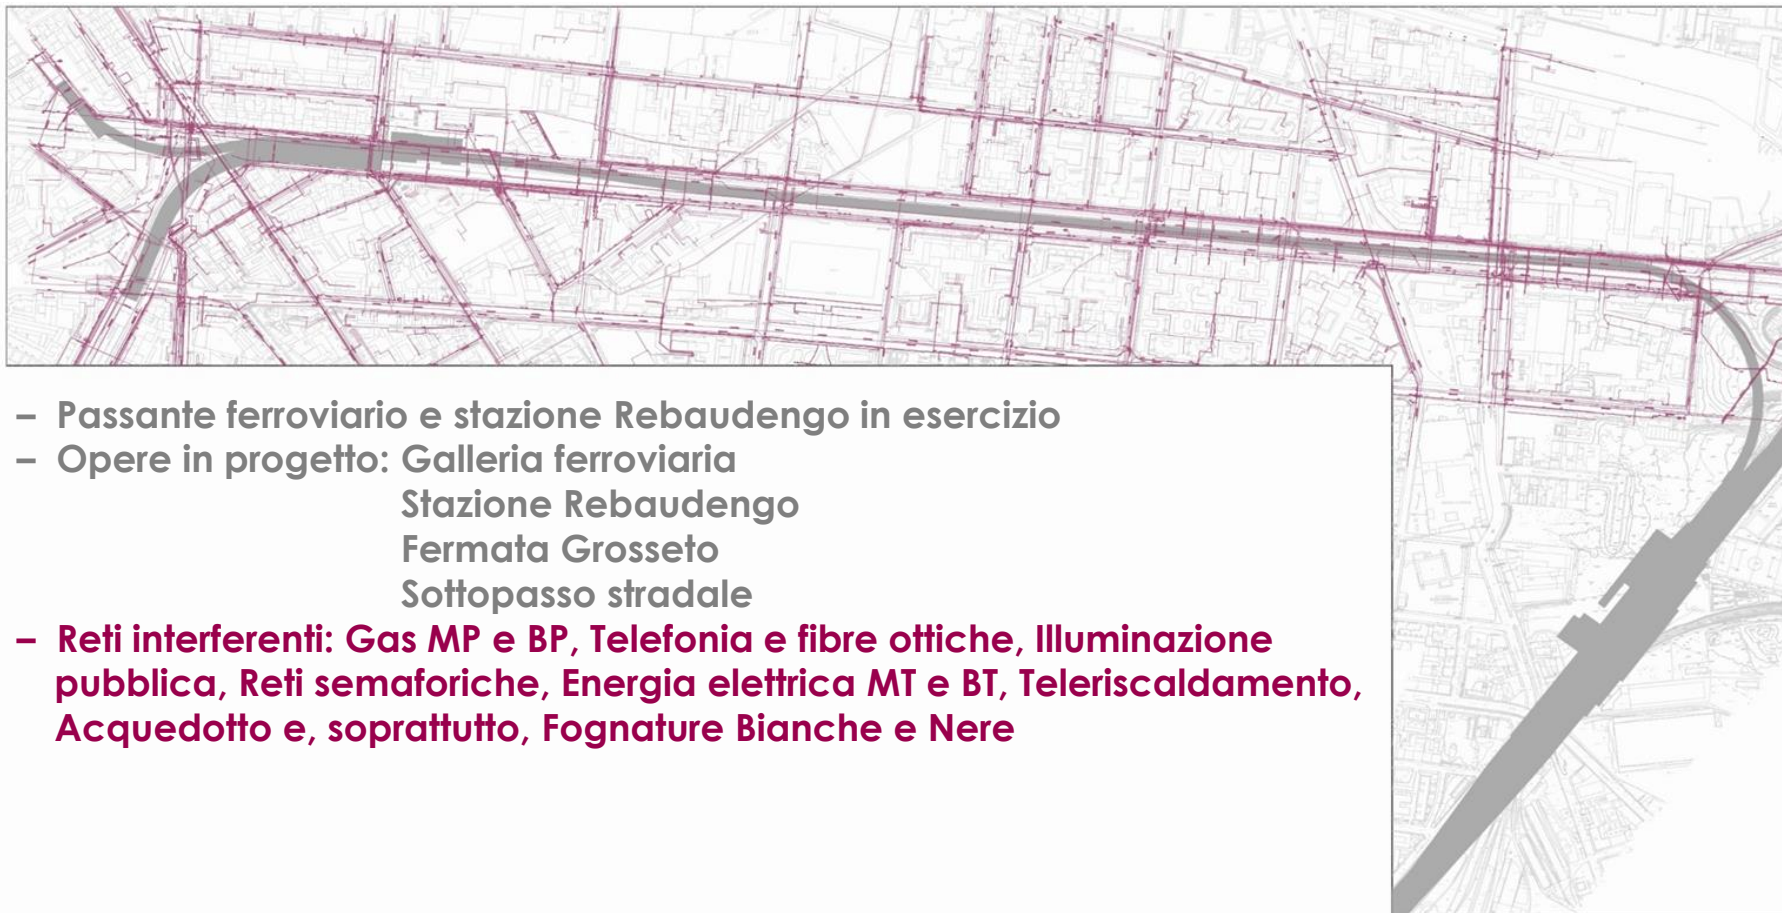 – Passante ferroviario e stazione Rebaudengo in esercizio
– Opere in progetto: Galleria ferroviaria
Stazione Rebaudengo
Fermata Grosseto
Sottopasso stradale
– Reti interferenti: Gas MP e BP, Telefonia e fibre ottiche, Illuminazione
pubblica, Reti semaforiche, Energia elettrica MT e BT, Teleriscaldamento,
Acquedotto e, soprattutto, Fognature Bianche e Nere